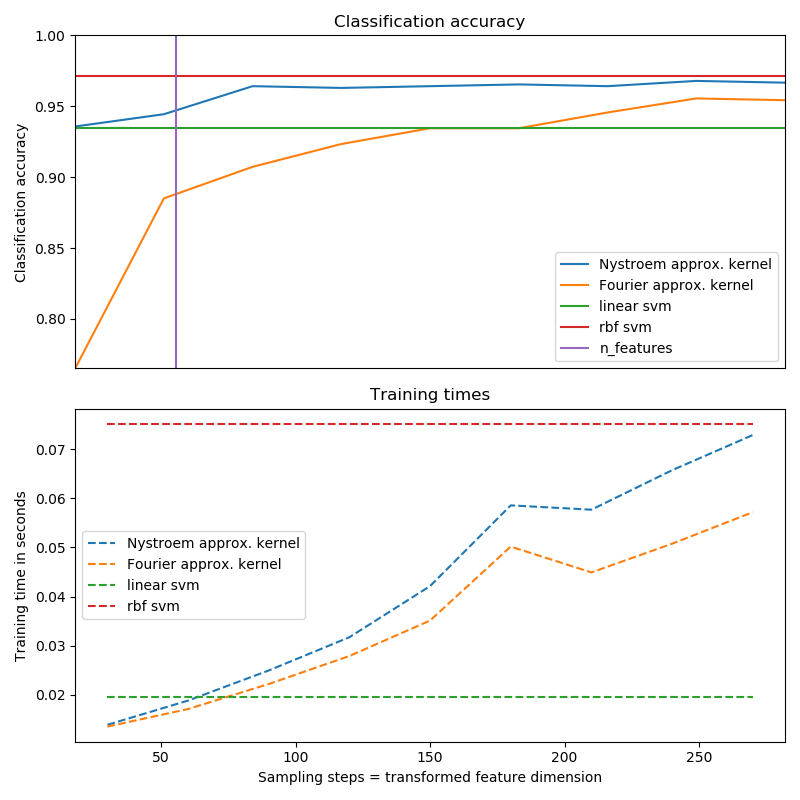 Classification accuracy
1.00
0.95
0.90
0.85
0.80
Classification accuracy
Nystroem approx. kernel
Fourier approx. kernel
linear svm
rbf svm
n_features
Training times
0.07
0.06
0.05
0.04
0.03
0.02
Training time in seconds
Nystroem approx. kernel
Fourier approx. kernel
linear svm
rbf svm
50 100 150 200 250
Sampling steps = transformed feature dimension